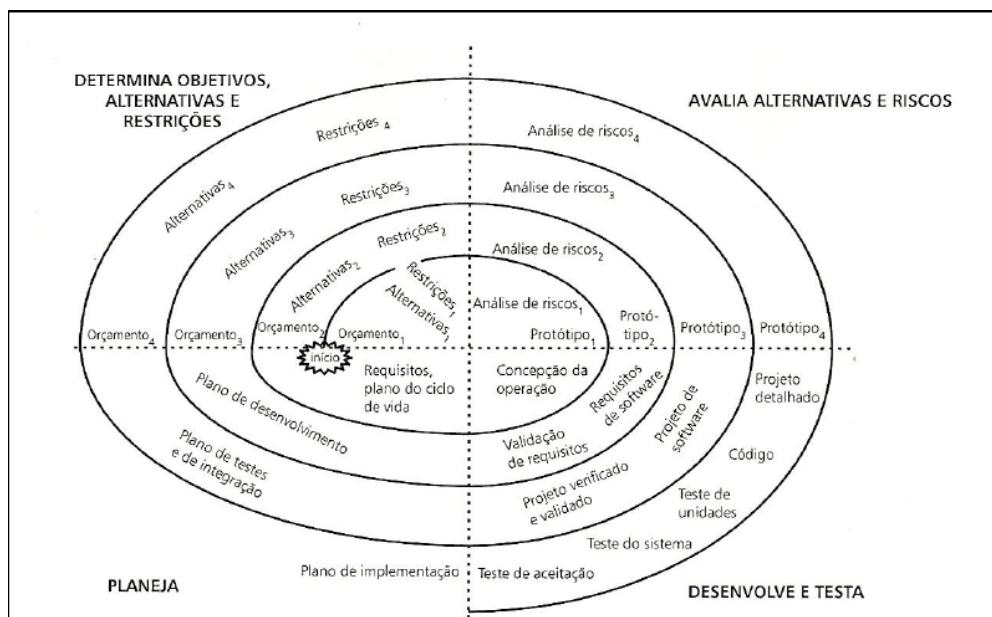 DETERMINA OBJETIVOS,
ALTERNATIVAS E
RESTRIÇÕES
AVALIA ALTERNATIVAS E RISCOS
Restrições4
Análise de riscos4
Alternativas4
Restrições3
Análise de riscos3
Alternativas3
Restrições2
Análise de riscos2
Alternativas2
Restrições1
Alternativas1
Análise de riscos1
Orçamento4
Orçamento3
Orçamento2
Orçamento1
Protótipo1
Protó-
tipo2
Protótipo3
Protótipo4
início
Requisitos,
plano do ciclo
de vida
Concepção da
operação
Requisitos
de software
Projeto de
software
Projeto
detalhado
Plano de desenvolvimento
Validação
de requisitos
Código
Plano de testes
e de integração
Projeto verificado
e validado
Teste de
unidades
Teste do sistema
Plano de implementação
Teste de aceitação
PLANEJA
DESENVOLVE E TESTA